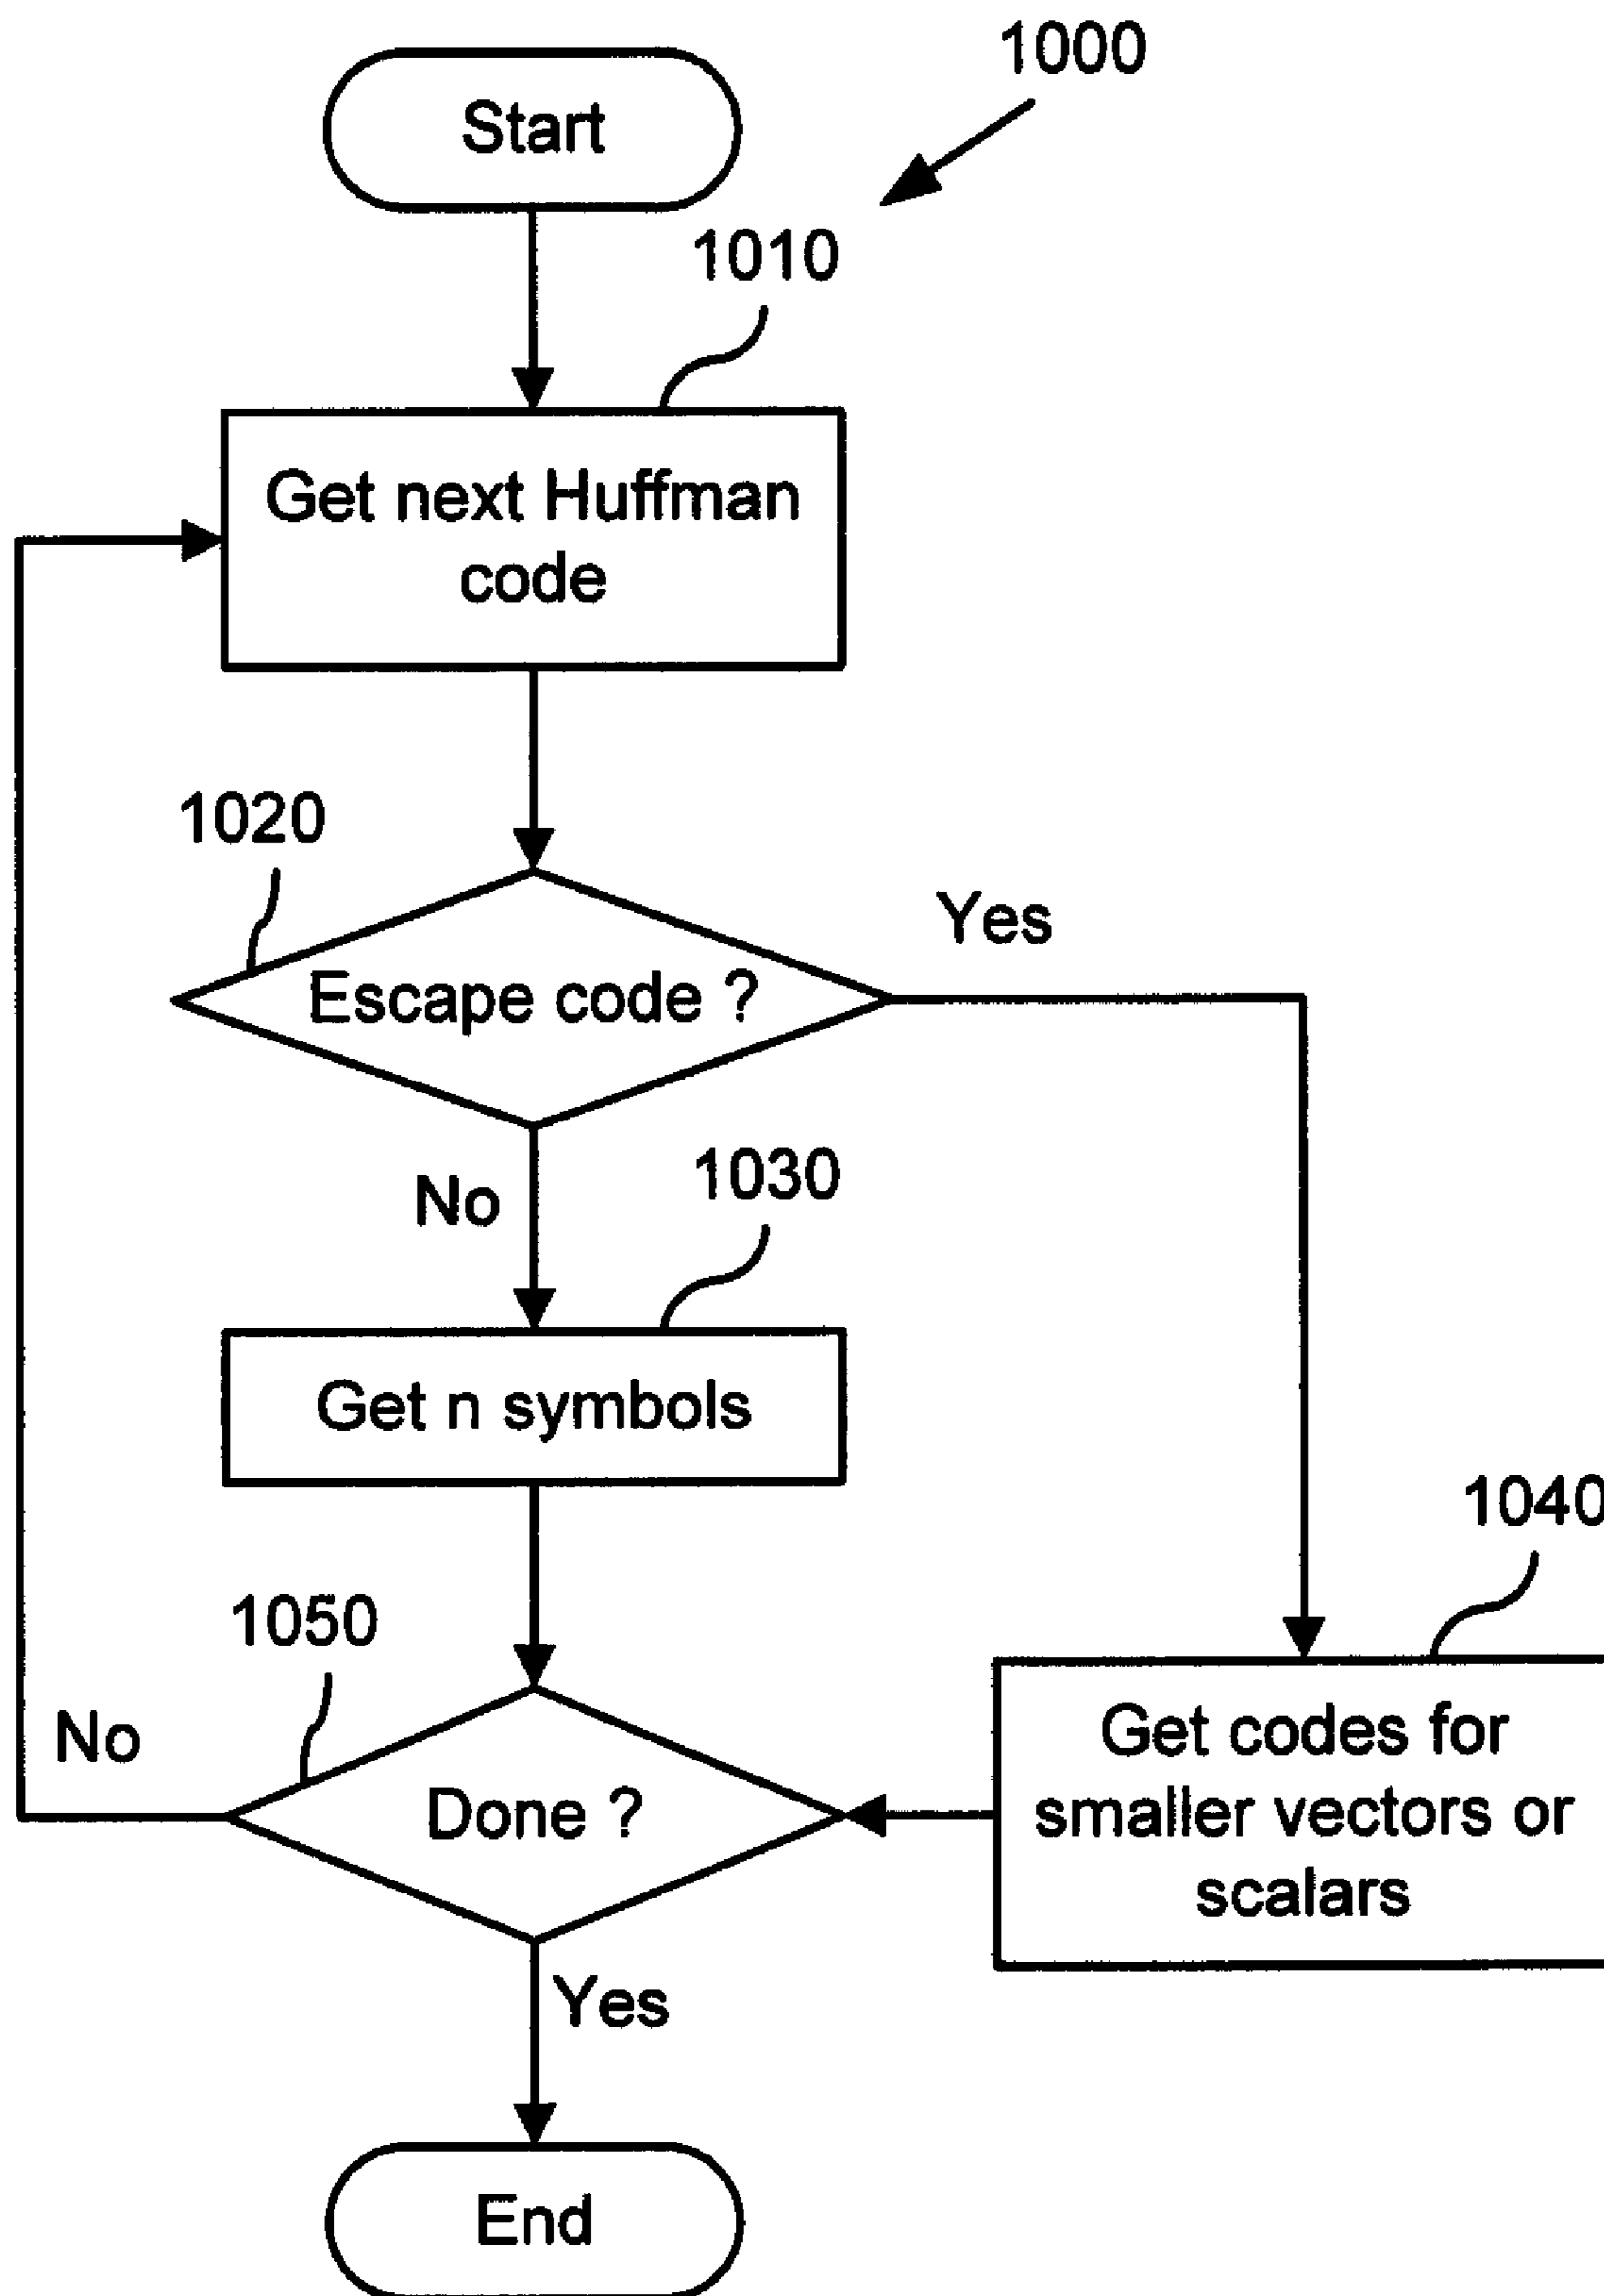 1000
Start
1010
Get next Huffman
code
1020
Yes
Escape code ?
No
1030
Get n symbols
1040
1050
No
Done ?
Get codes for
smaller vectors or
scalars
Yes
End